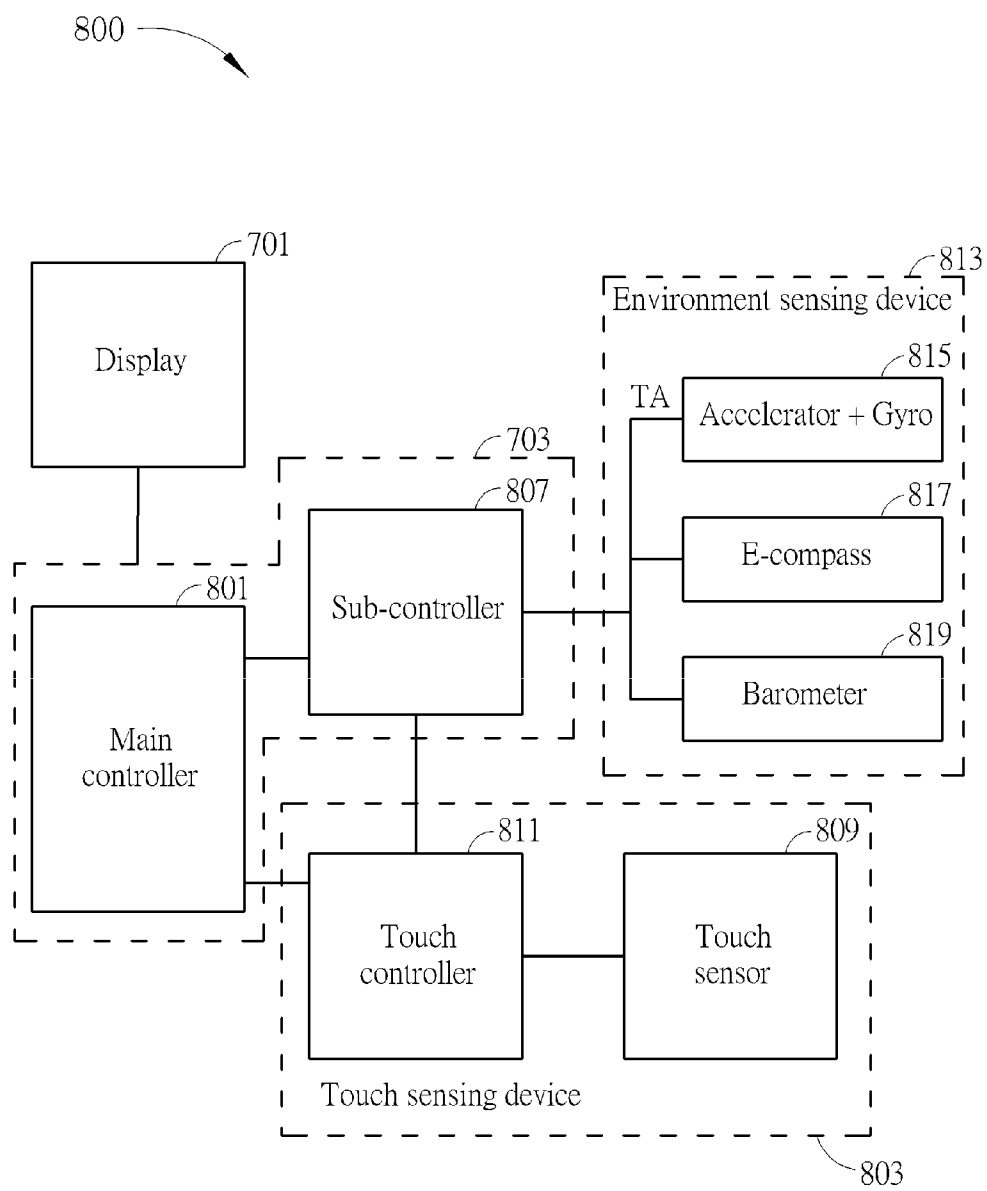 800
701
Display
813
Environment sensing device
815
TA
Accelerator + Gyro
703
807
817
E-compass
801
Sub-controller
819
Barometer
Main
controller
811
809
Touch
controller
Touch
sensor
Touch sensing device
803